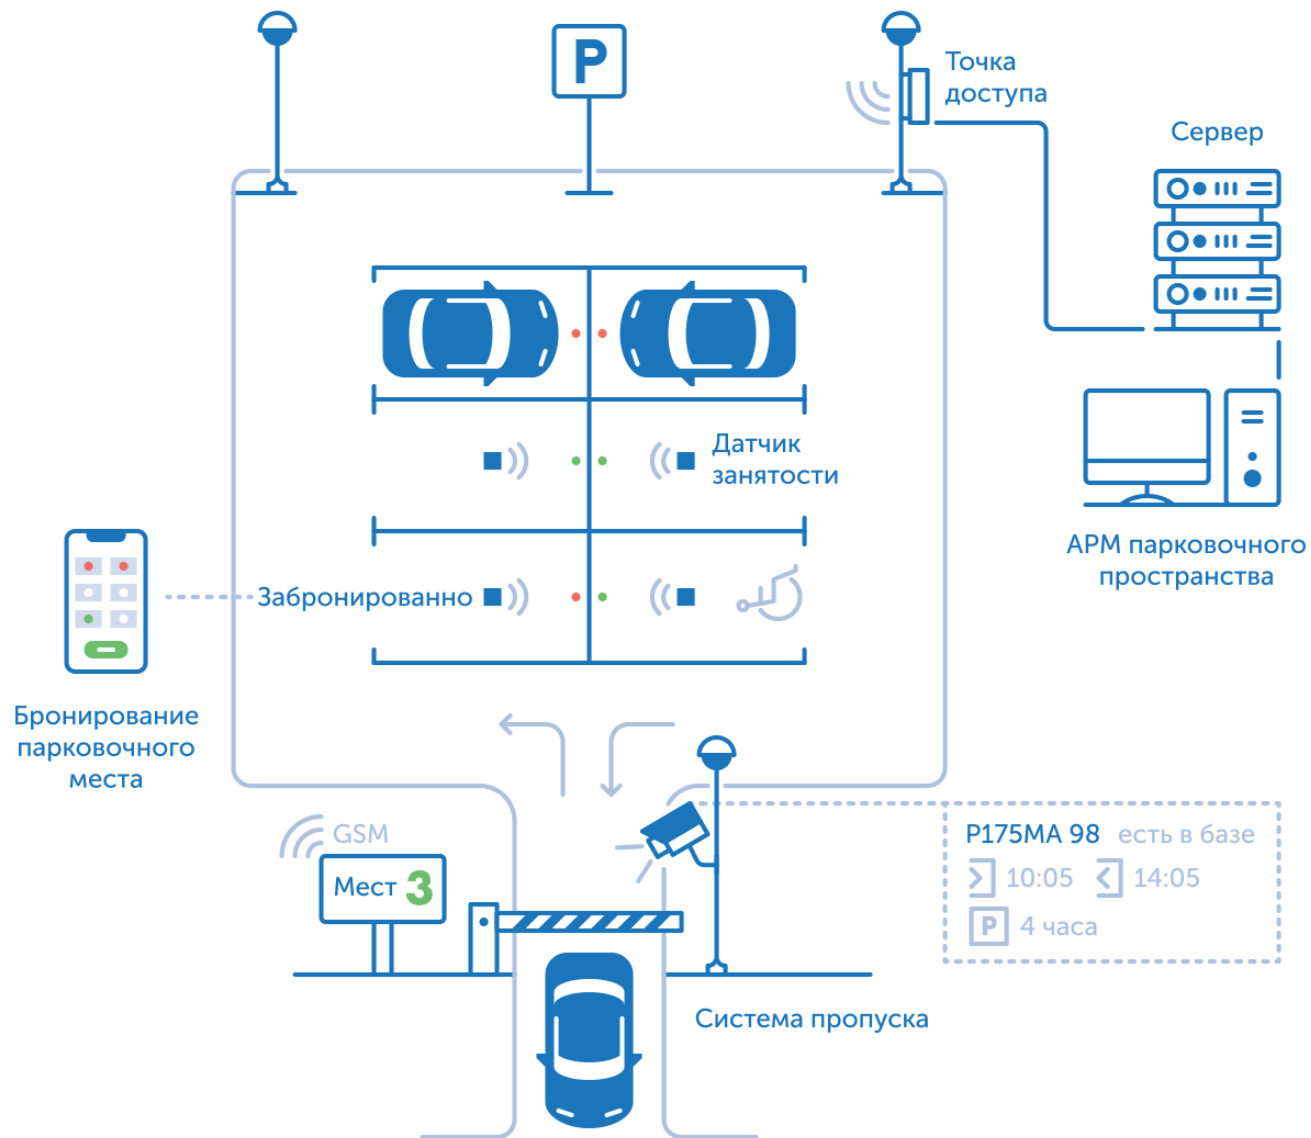 P
Точка
доступа
Сервер
Датчик
занятости
АРМ парковочного
пространства
Забронированно
Бронирование
парковочного
места
GSM
Мест 3
P175MA 98 есть в базе
10:05 14:05
P 4 часа
Система пропуска